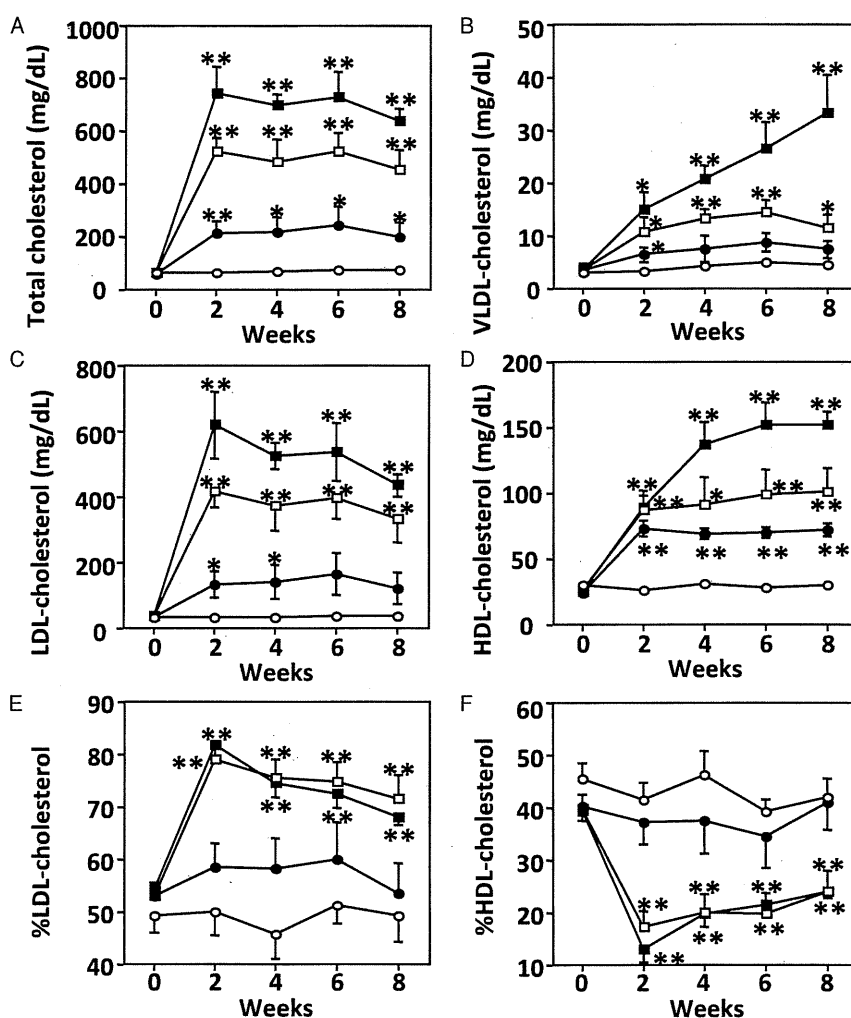 A
Total cholesterol (mg/dL)
1000
800
600
400
200
0
** ** ** **
** ** ** **
** * * *
0 2 4 6 8
Weeks
B
VLDL-cholesterol (mg/dL)
50
40
30
20
10
0
* ** ** **
* ** ** *
*
0 2 4 6 8
Weeks
C
LDL-cholesterol (mg/dL)
800
600
400
200
0
** ** ** **
** ** ** **
* *
0 2 4 6 8
Weeks
D
HDL-cholesterol (mg/dL)
200
150
100
50
0
** ** ** **
** * ** **
** ** ** **
0 2 4 6 8
Weeks
E
%LDL-cholesterol
90
80
70
60
50
40
** ** ** **
** ** ** **
0 2 4 6 8
Weeks
F
%HDL-cholesterol
60
50
40
30
20
10
** ** ** **
** ** ** **
0 2 4 6 8
Weeks